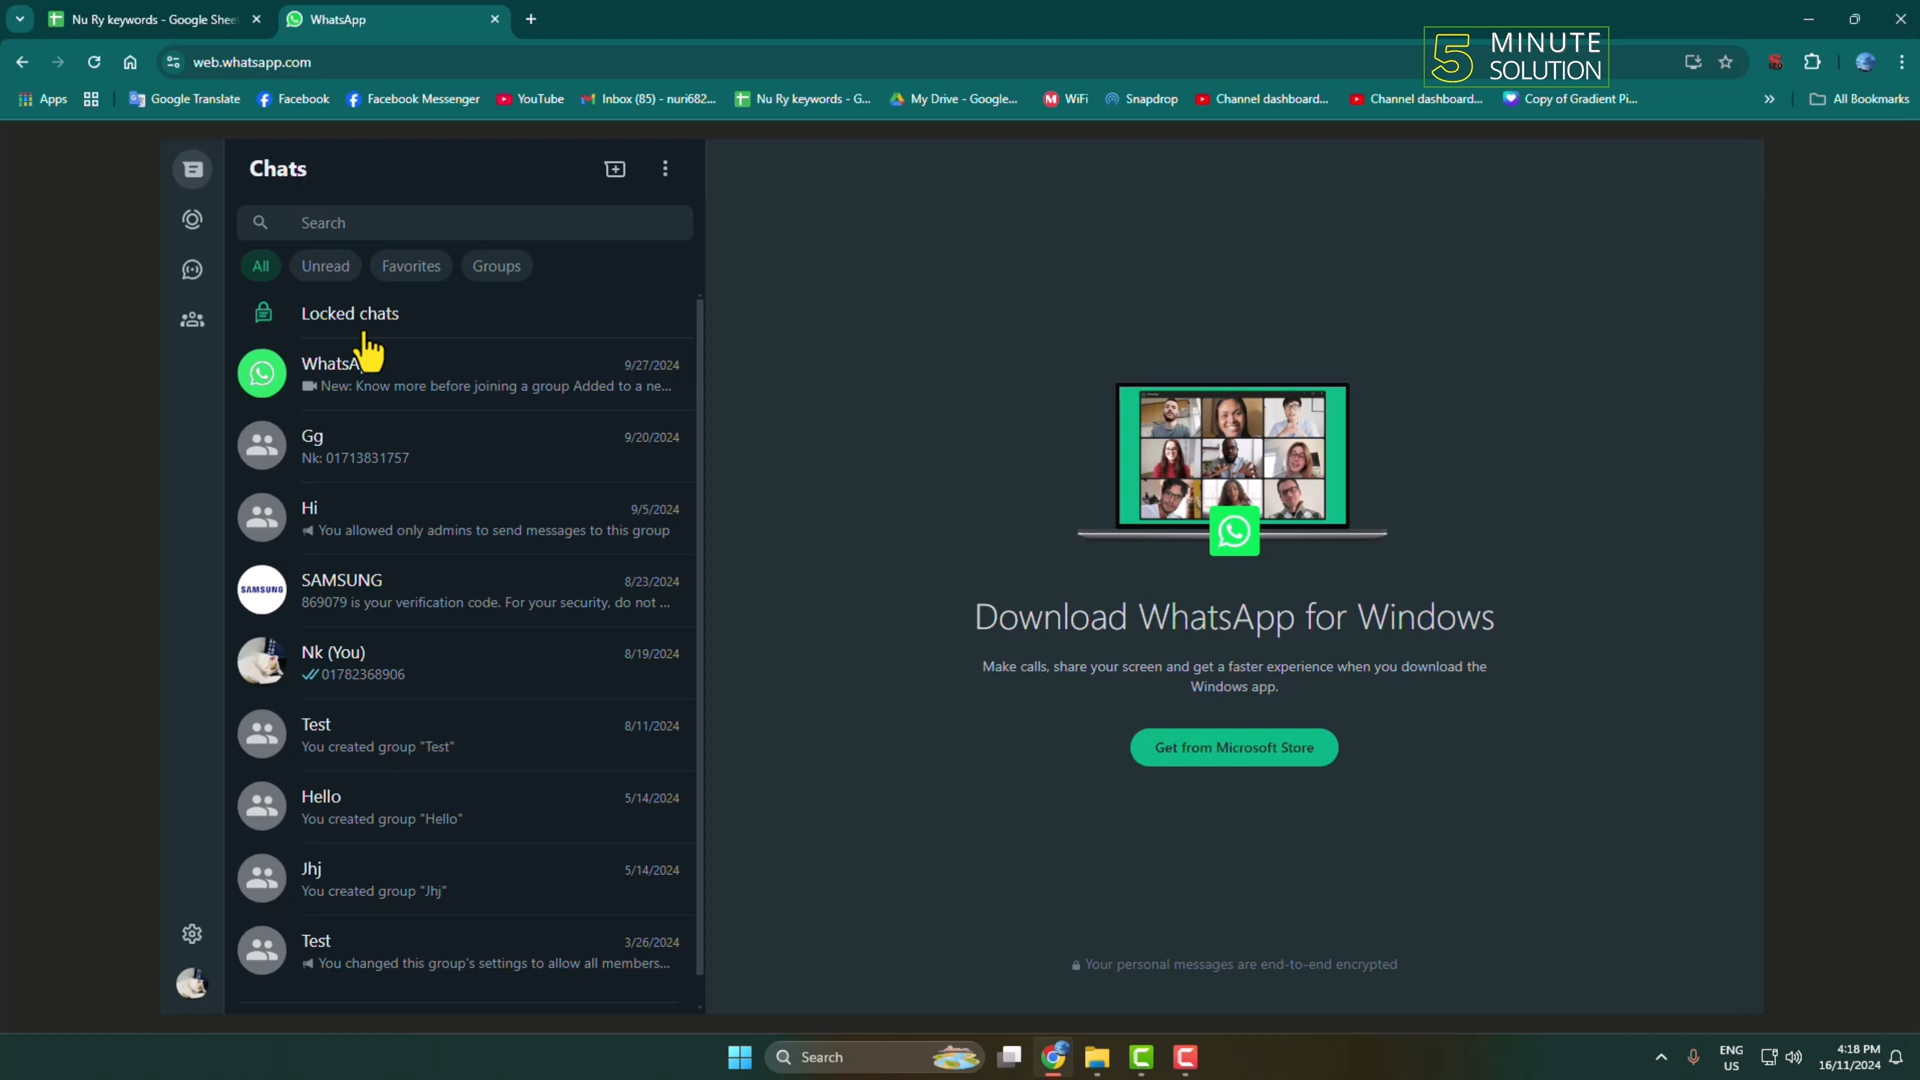 Nu Ry keywords - Google Shee
WhatsApp
web.whatsapp.com
5 MINUTE SOLUTION
Apps
Google Translate
Facebook
Facebook Messenger
YouTube
Inbox (85) - nuri682...
Nu Ry keywords - G...
My Drive - Google...
WiFi
Snapdrop
Channel dashboard...
Channel dashboard...
Copy of Gradient Pi...
All Bookmarks
Chats
Search
All
Unread
Favorites
Groups
Locked chats
WhatsA
9/27/2024
New: Know more before joining a group Added to a ne...
Gg
9/20/2024
Nk: 01713831757
Hi
9/5/2024
You allowed only admins to send messages to this group
SAMSUNG
SAMSUNG
8/23/2024
869079 is your verification code. For your security, do not ...
Nk (You)
8/19/2024
01782368906
Test
8/11/2024
You created group "Test"
Hello
5/14/2024
You created group "Hello"
Jhj
5/14/2024
You created group "Jhj"
Test
3/26/2024
You changed this group's settings to allow all members...
Download WhatsApp for Windows
Make calls, share your screen and get a faster experience when you download the
Windows app.
Get from Microsoft Store
Your personal messages are end-to-end encrypted
Search
ENG
US
4:18 PM
16/11/2024